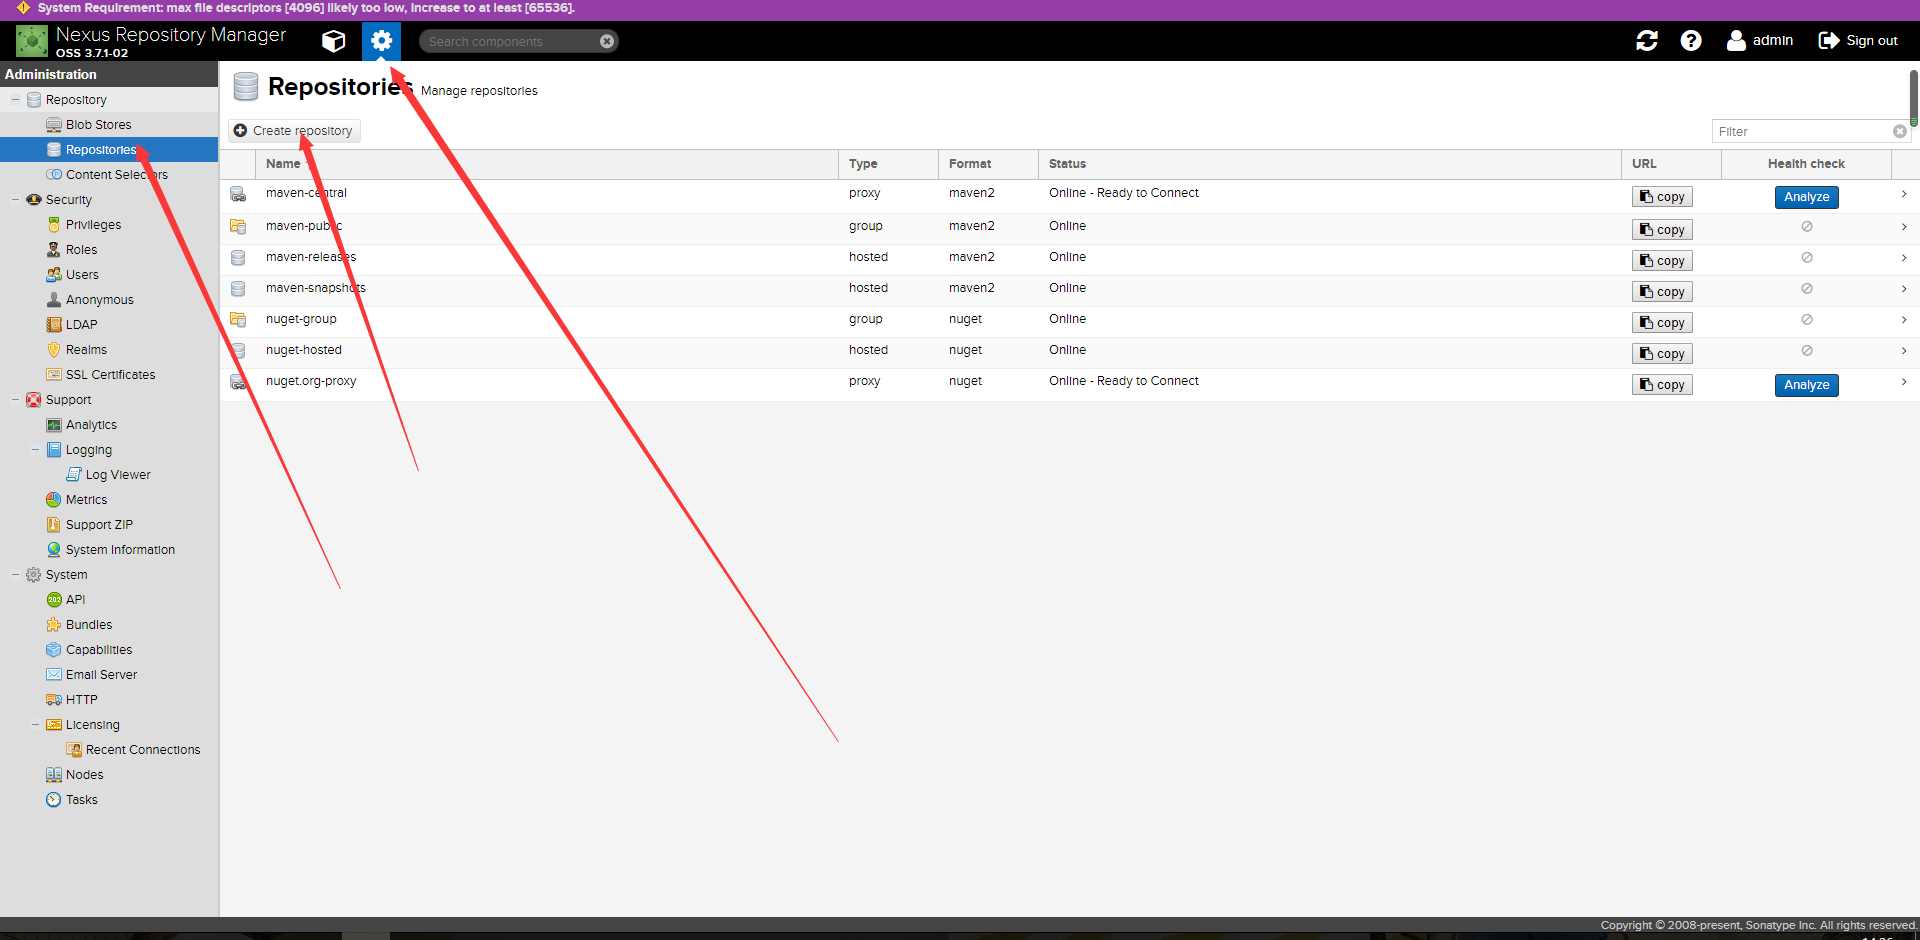 System Requirement: max file descriptors [4096] likely too low, increase to at least [65536].
Nexus Repository Manager
OSS 3.7.1-02
Search components
admin
Sign out
Administration
Repository
Blob Stores
Repositories
Content Selectors
Security
Privileges
Roles
Users
Anonymous
LDAP
Realms
SSL Certificates
Support
Analytics
Logging
Log Viewer
Metrics
Support ZIP
System Information
System
API
Bundles
Capabilities
Email Server
HTTP
Licensing
Recent Connections
Nodes
Tasks
Repositories Manage repositories
Create repository
Filter
Name Type Format Status URL Health check
maven-central proxy maven2 Online - Ready to Connect copy Analyze
maven-public group maven2 Online copy
maven-releases hosted maven2 Online copy
maven-snapshots hosted maven2 Online copy
nuget-group group nuget Online copy
nuget-hosted hosted nuget Online copy
nuget.org-proxy proxy nuget Online - Ready to Connect copy Analyze
Copyright © 2008-present, Sonatype Inc. All rights reserved.